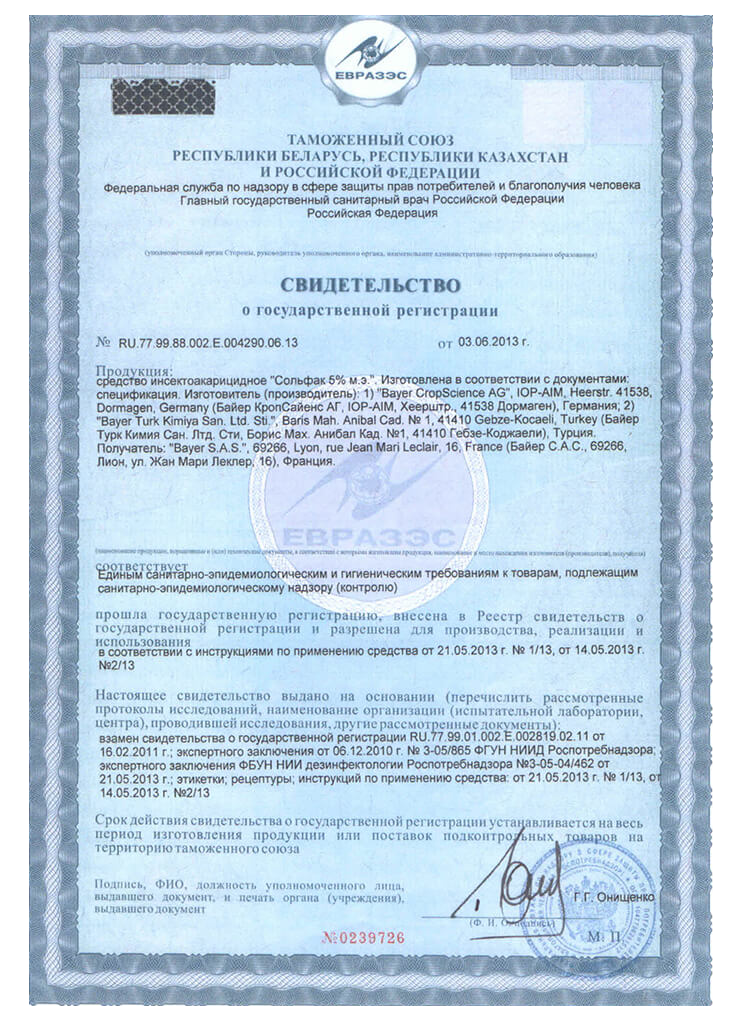 ЕВРАЗЭС
ТАМОЖЕННЫЙ СОЮЗ
РЕСПУБЛИКИ БЕЛАРУСЬ, РЕСПУБЛИКИ КАЗАХСТАН
И РОССИЙСКОЙ ФЕДЕРАЦИИ
Федеральная служба по надзору в сфере защиты прав потребителей и благополучия человека
Главный государственный санитарный врач Российской Федерации
Российская Федерация
(уполномоченный орган Стороны, руководитель уполномоченного органа, наименование административно-территориального образования)
СВИДЕТЕЛЬСТВО
о государственной регистрации
№ RU.77.99.88.002.Е.004290.06.13 от 03.06.2013 г.
Продукция:
средство инсектоакарицидное "Сольфак 5% м.э.". Изготовлена в соответствии с документами:
спецификация. Изготовитель (производитель): 1) "Bayer CropScience AG", IOP-AIM, Heerstr. 41538,
Dormagen, Germany (Байер КропСайенс АГ, IOP-AIM, Хеерштр., 41538 Дормаген), Германия; 2)
"Bayer Turk Kimiya San. Ltd. Sti.", Baris Mah. Anibal Cad. № 1, 41410 Gebze-Kocaeli, Turkey (Байер
Турк Кимия Сан. Лтд. Сти, Борис Мах. Анибал Кад. №1, 41410 Гебзе-Коджаели), Турция.
Получатель: "Bayer S.A.S.", 69266, Lyon, rue Jean Mari Leclair, 16, France (Байер С.А.С., 69266,
Лион, ул. Жан Мари Леклер, 16), Франция.
ЕВРАЗЭС
(наименование продукции, нормативные и (или) технические документы, в соответствии с которыми изготовлена продукция, наименование и место нахождения изготовителя (производителя), получателя)
соответствует
Единым санитарно-эпидемиологическим и гигиеническим требованиям к товарам, подлежащим
санитарно-эпидемиологическому надзору (контролю)
прошла государственную регистрацию, внесена в Реестр свидетельств о
государственной регистрации и разрешена для производства, реализации и
использования
в соответствии с инструкциями по применению средства от 21.05.2013 г. № 1/13, от 14.05.2013 г.
№2/13
Настоящее свидетельство выдано на основании (перечислить рассмотренные
протоколы исследований, наименование организации (испытательной лаборатории,
центра), проводившей исследования, другие рассмотренные документы):
взамен свидетельства о государственной регистрации RU.77.99.01.002.Е.002819.02.11 от
16.02.2011 г.; экспертного заключения от 06.12.2010 г. № 3-05/865 ФГУН НИИД Роспотребнадзора;
экспертного заключения ФБУН НИИ дезинфектологии Роспотребнадзора №3-05-04/462 от
21.05.2013 г.; этикетки; рецептуры; инструкций по применению средства: от 21.05.2013 г. № 1/13, от
14.05.2013 г. №2/13
Срок действия свидетельства о государственной регистрации устанавливается на весь
период изготовления продукции или поставок подконтрольных товаров на
территорию таможенного союза
Подпись, ФИО, должность уполномоченного лица,
выдавшего документ, и печать органа (учреждения),
выдавшего документ
Г.Г. Онищенко
(Ф. И. О./подпись)
М. П.
№0239726